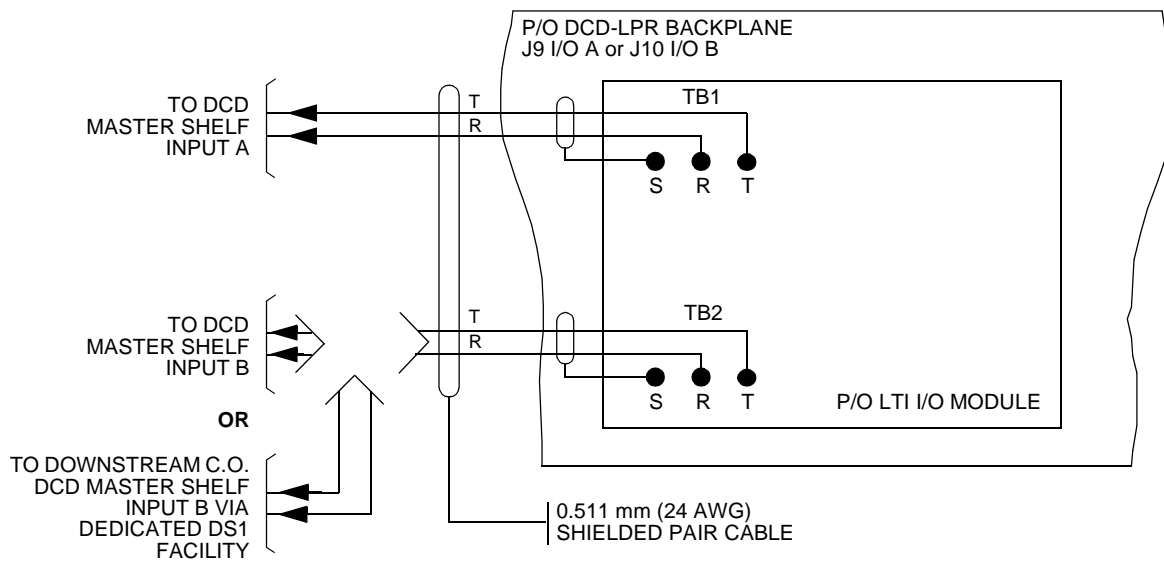 P/O DCD-LPR BACKPLANE
J9 I/O A or J10 I/O B
TO DCD
MASTER SHELF
INPUT A
T
R
TB1
S R T
TO DCD
MASTER SHELF
INPUT B
T
R
TB2
S R T
P/O LTI I/O MODULE
OR
TO DOWNSTREAM C.O.
DCD MASTER SHELF
INPUT B VIA
DEDICATED DS1
FACILITY
0.511 mm (24 AWG)
SHIELDED PAIR CABLE